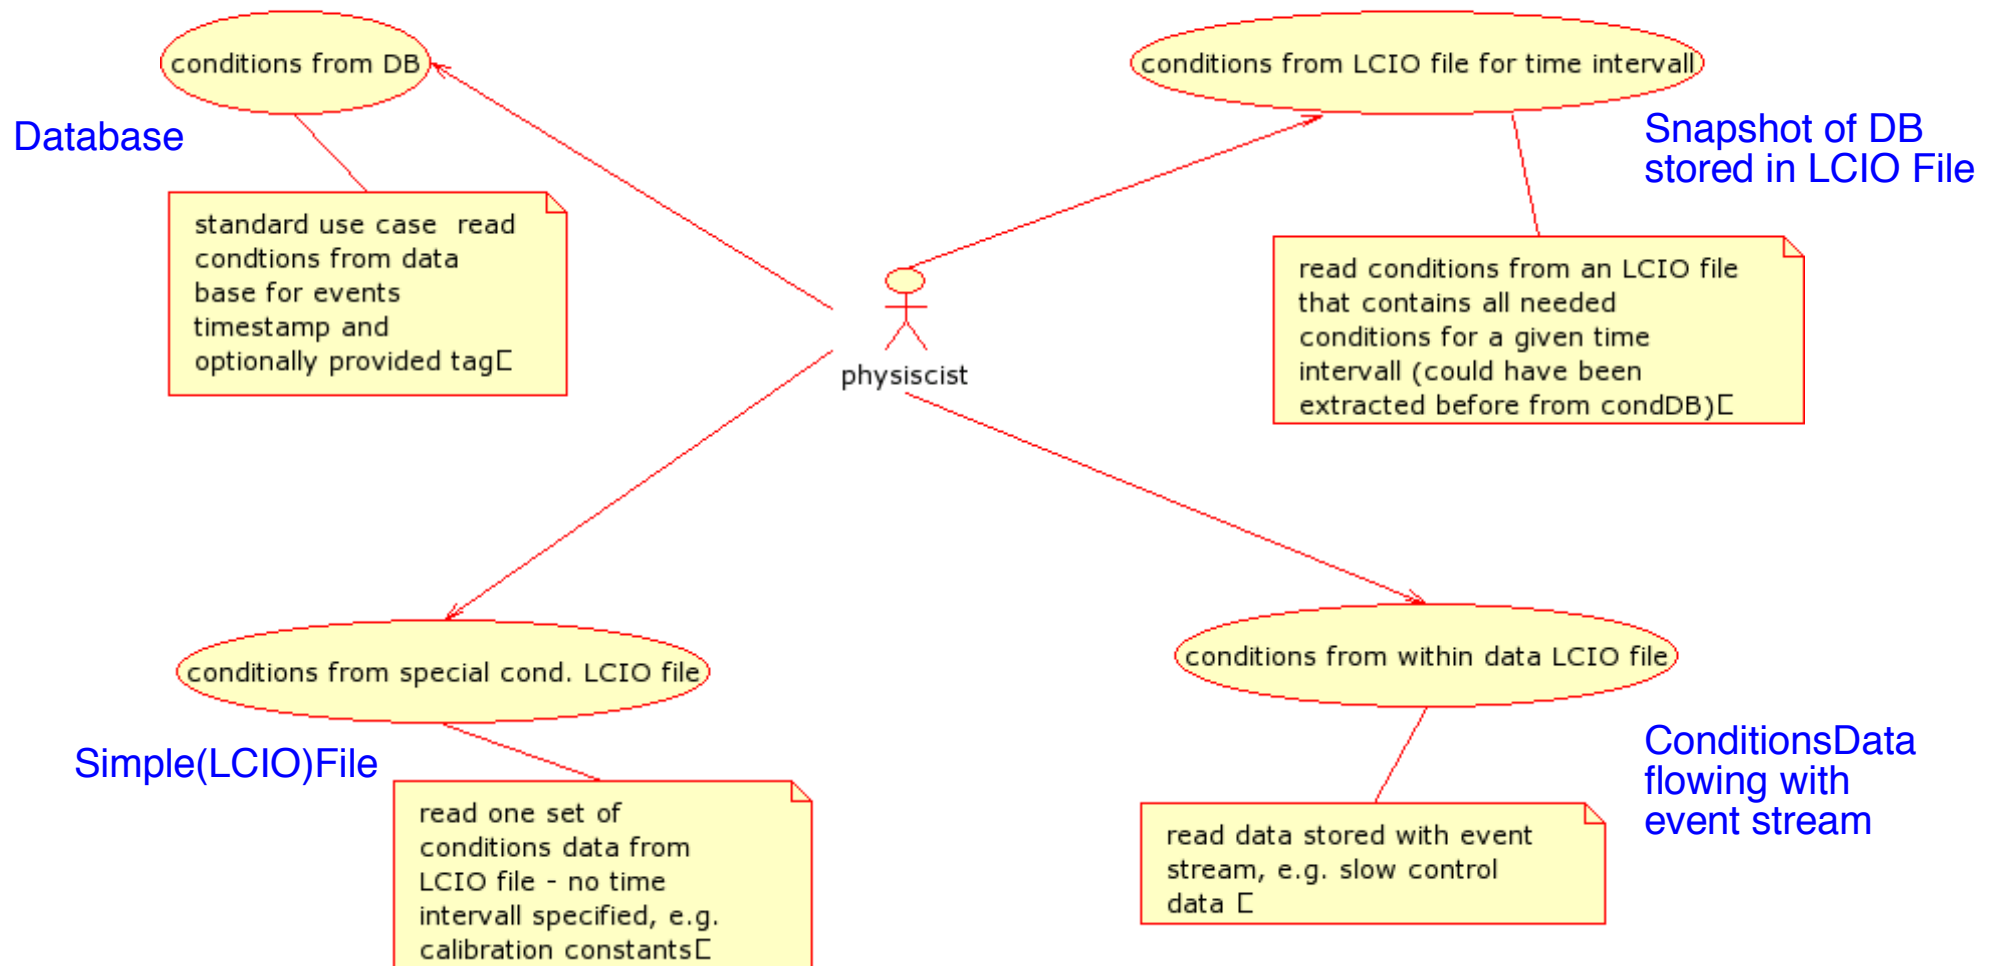 conditions from DB
Database
standard use case  read
condtions from data
base for events
timestamp and
optionally provided tag
conditions from LCIO file for time intervall
Snapshot of DB
stored in LCIO File
read conditions from an LCIO file
that contains all needed
conditions for a given time
intervall (could have been
extracted before from condDB)
physiscist
conditions from special cond. LCIO file
Simple(LCIO)File
read one set of
conditions data from
LCIO file - no time
intervall specified, e.g.
calibration constants
conditions from within data LCIO file
ConditionsData
flowing with
event stream
read data stored with event
stream, e.g. slow control
data